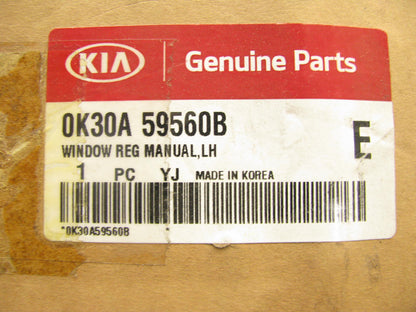 KIA Genuine Parts
0K30A 59560B
WINDOW REG MANUAL,LH
E
1 PC YJ MADE IN KOREA
*0K30A59560B